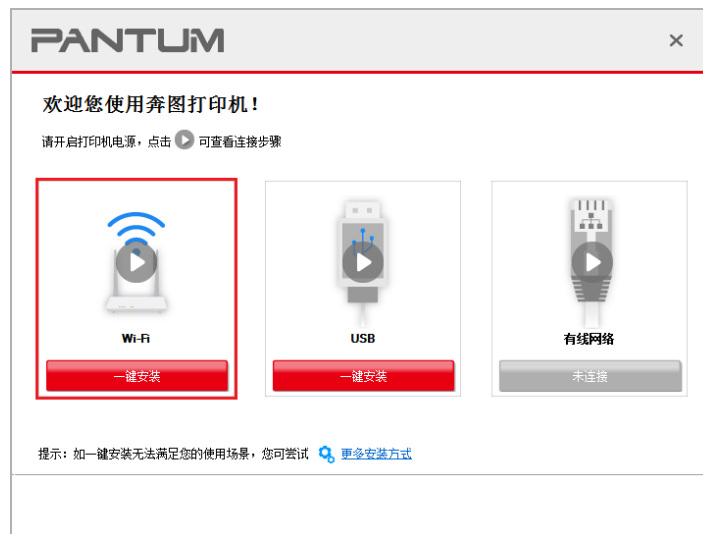 PANTUM
欢迎您使用奔图打印机！
请开启打印机电源，点击 可查看连接步骤
Wi-Fi
USB
有线网络
一键安装
一键安装
未连接
提示：如一键安装无法满足您的使用场景，您可尝试 更多安装方式